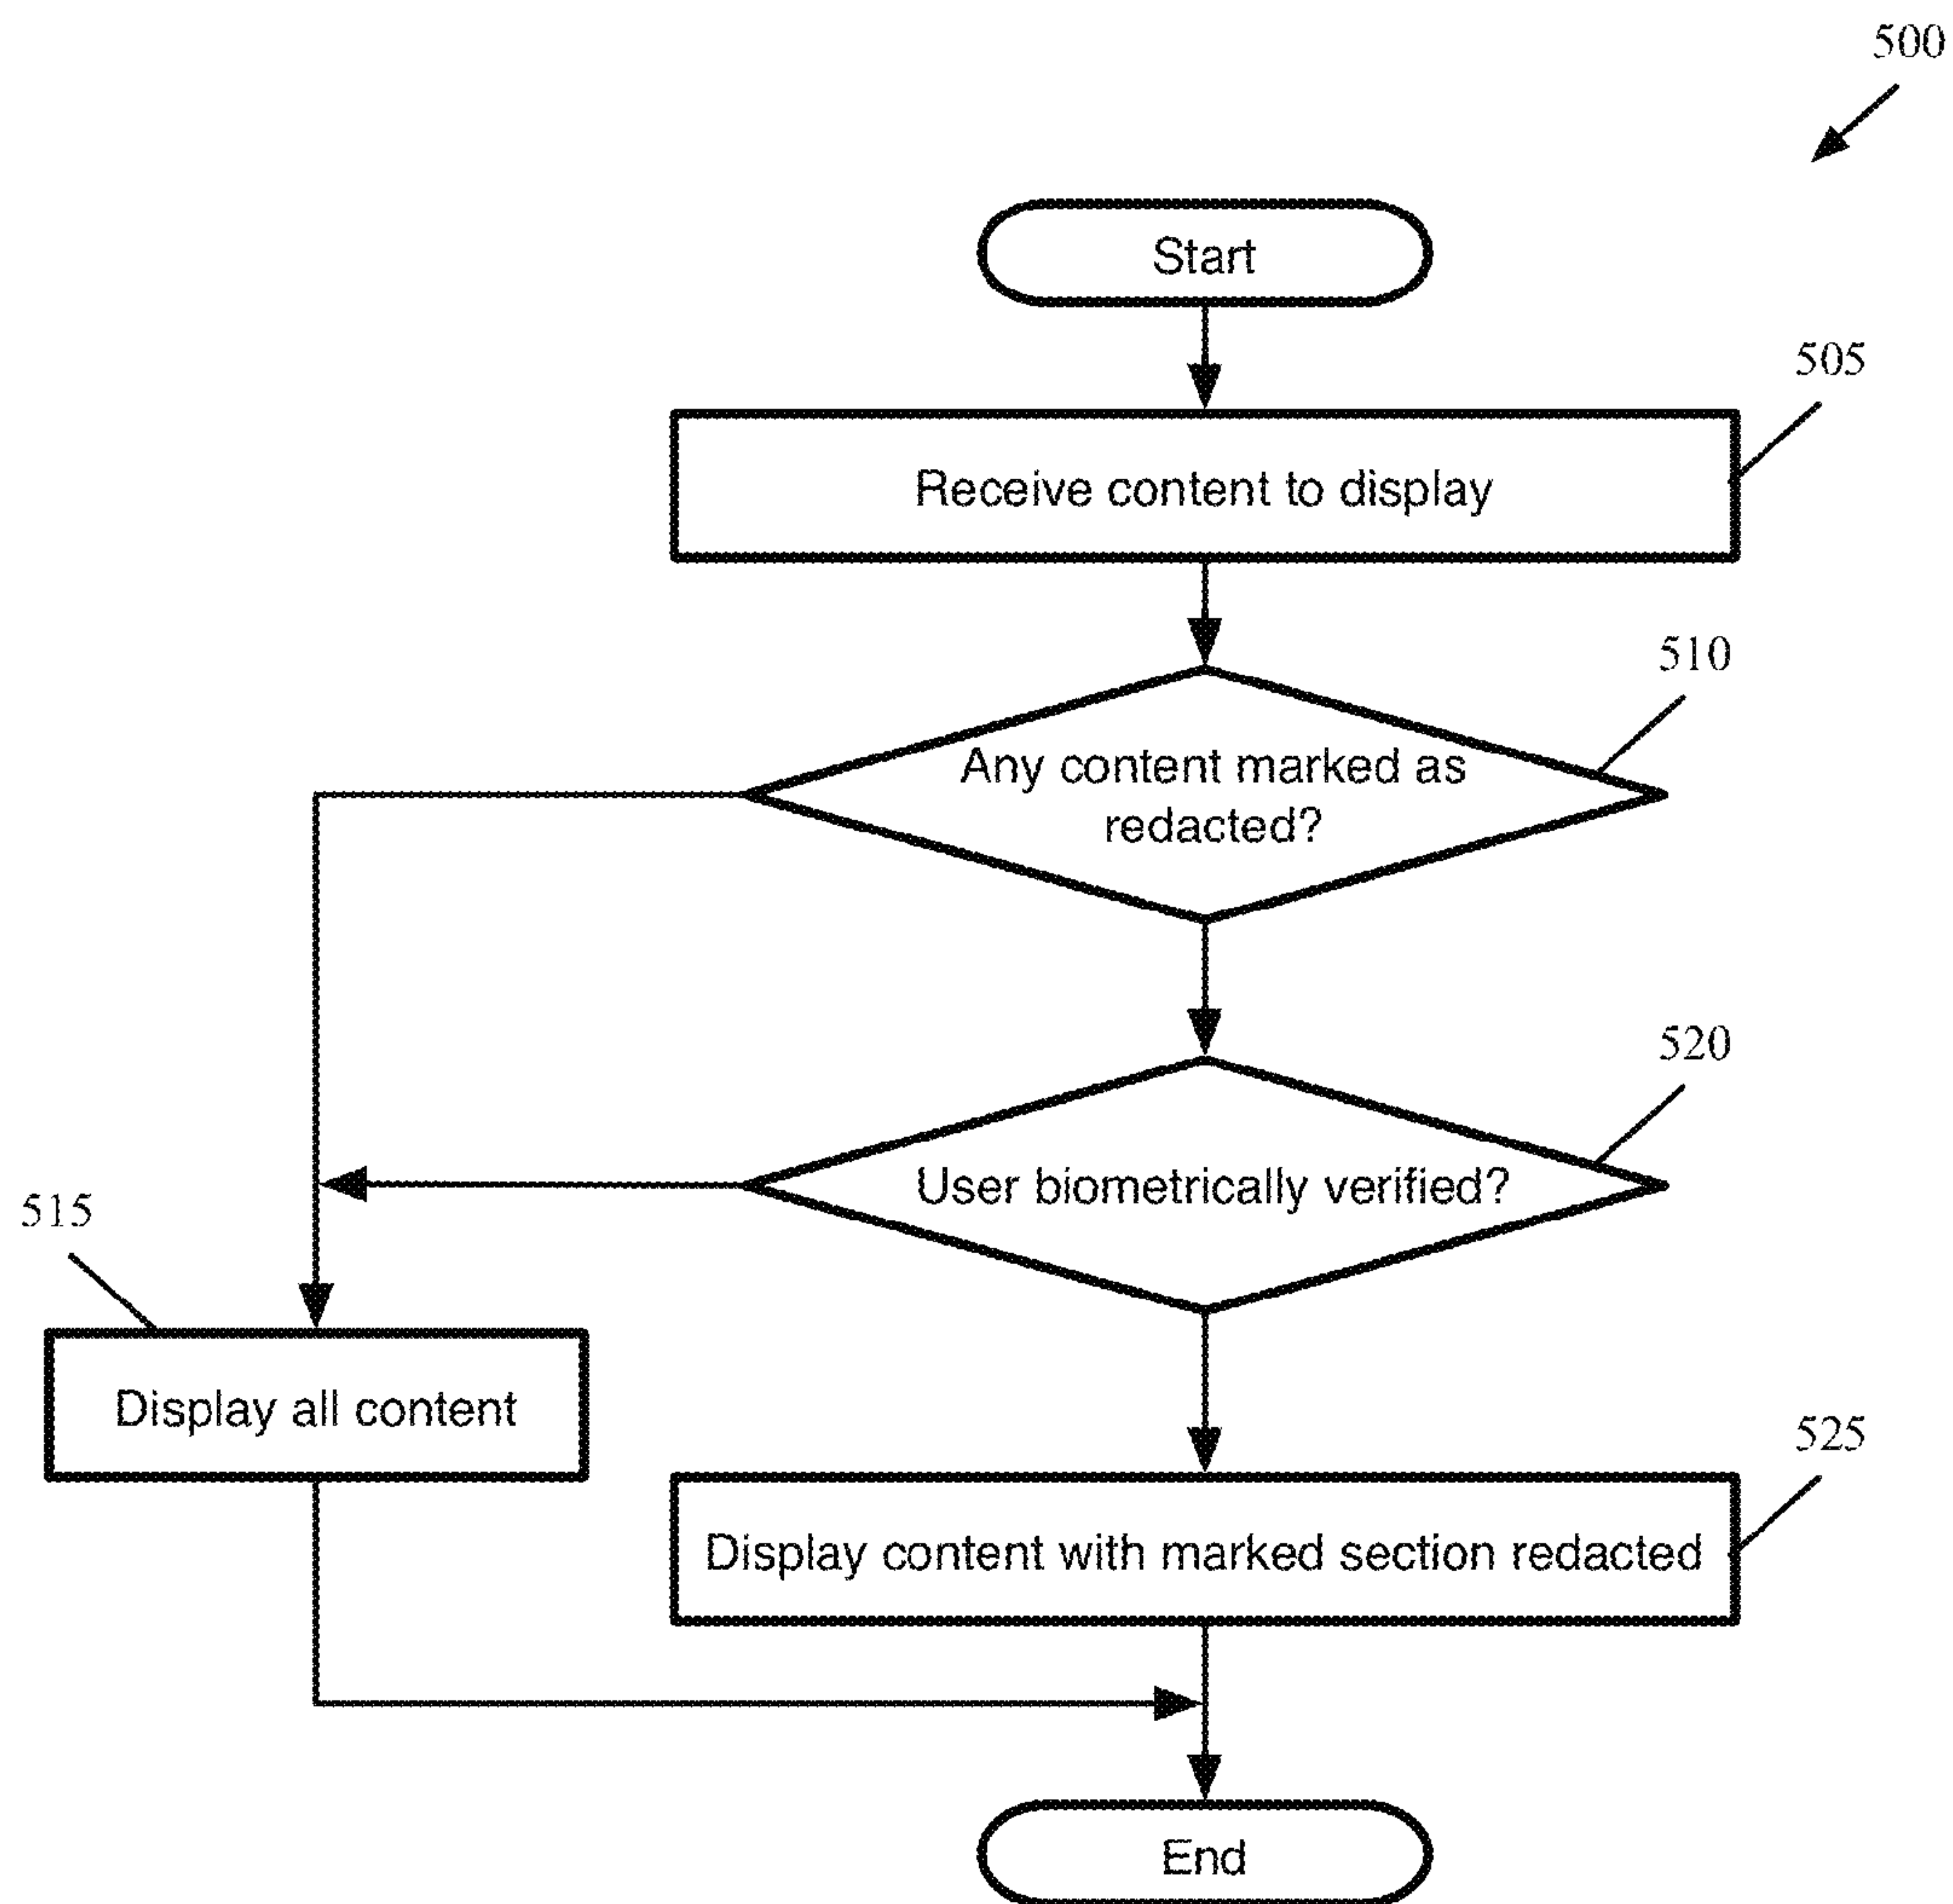 500
Start
505
Receive content to display
510
Any content marked as
redacted?
520
User biometrically verified?
515
Display all content
525
Display content with marked section redacted
End